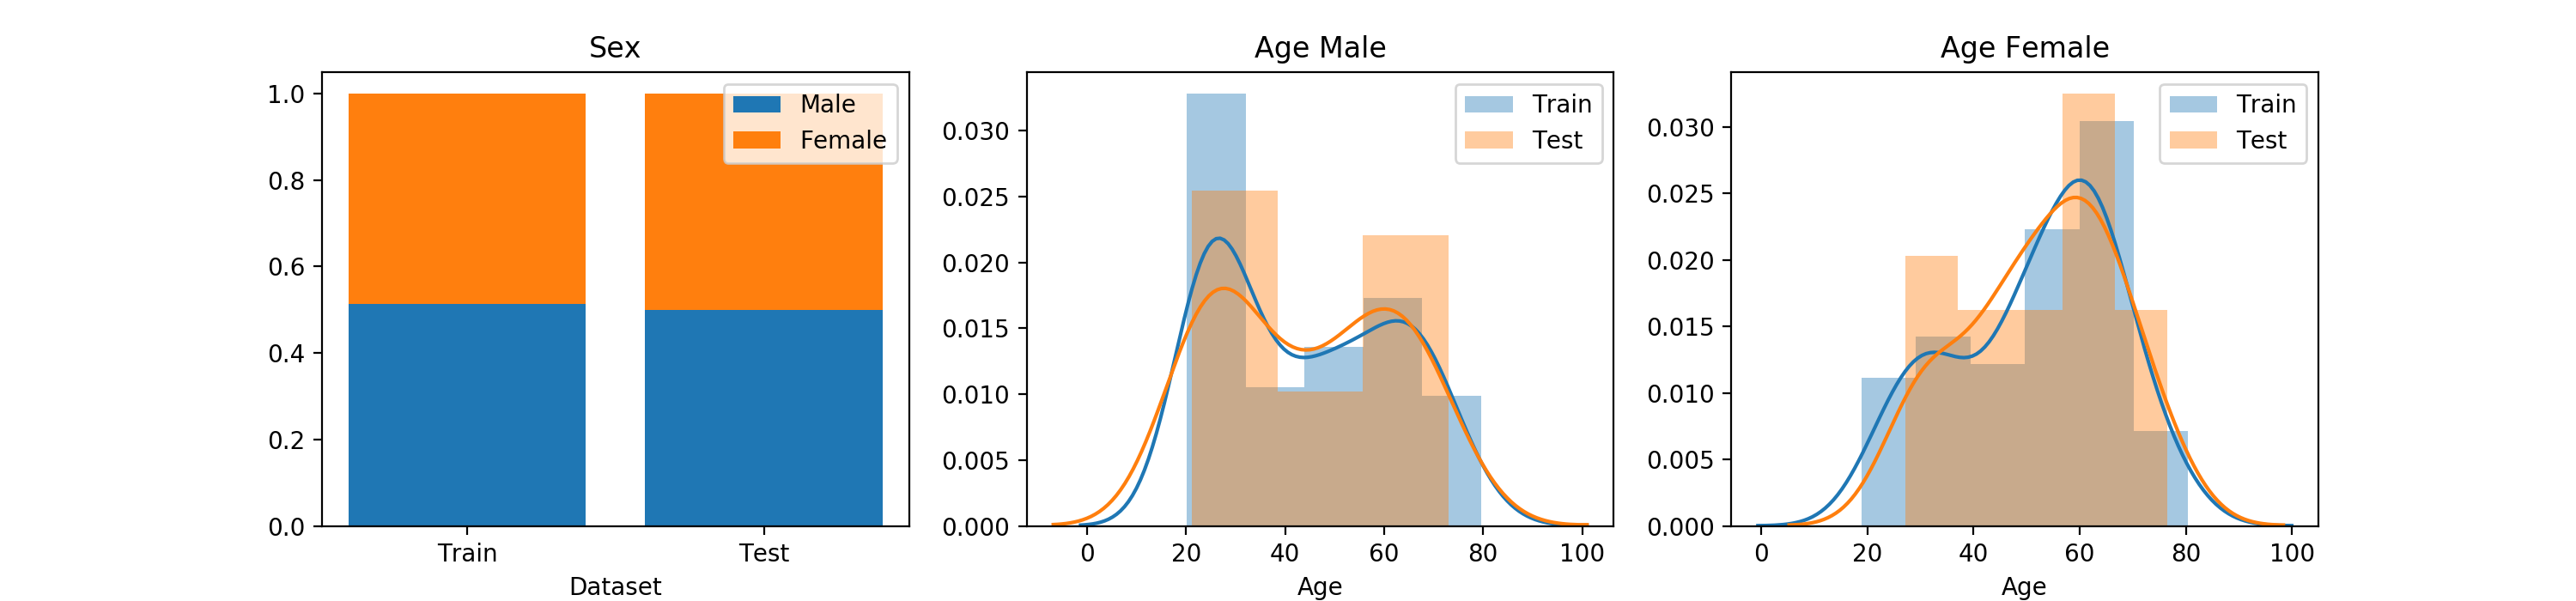 Sex
1.0
0.8
0.6
0.4
0.2
0.0
Male
Female
Train Test
Dataset
Age Male
0.030
0.025
0.020
0.015
0.010
0.005
0.000
Train
Test
0 20 40 60 80 100
Age
Age Female
0.030
0.025
0.020
0.015
0.010
0.005
0.000
Train
Test
0 20 40 60 80 100
Age